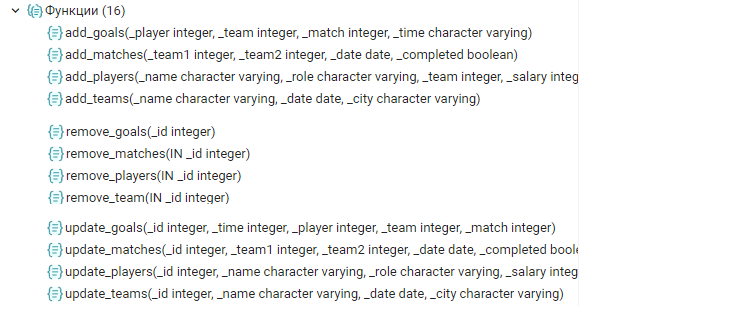 Функции (16)
add_goals(_player integer, _team integer, _match integer, _time character varying)
add_matches(_team1 integer, _team2 integer, _date date, _completed boolean)
add_players(_name character varying, _role character varying, _team integer, _salary integ
add_teams(_name character varying, _date date, _city character varying)
remove_goals(_id integer)
remove_matches(IN _id integer)
remove_players(IN _id integer)
remove_team(IN _id integer)
update_goals(_id integer, _time integer, _player integer, _team integer, _match integer)
update_matches(_id integer, _team1 integer, _team2 integer, _date date, _completed boole
update_players(_id integer, _name character varying, _role character varying, _salary integ
update_teams(_id integer, _name character varying, _date date, _city character varying)